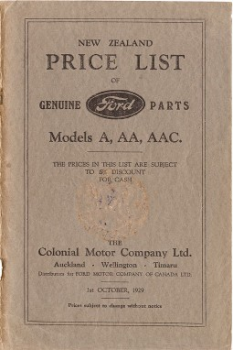 NEW ZEALAND
PRICE LIST
OF
GENUINE Ford PARTS
Models A, AA, AAC.
THE PRICES IN THIS LIST ARE SUBJECT
TO DISCOUNT
FOR CASH
THE
Colonial Motor Company Ltd.
Auckland - Wellington - Timaru
Distributors for FORD MOTOR COMPANY OF CANADA LTD.
1st OCTOBER, 1929
Prices subject to change without notice